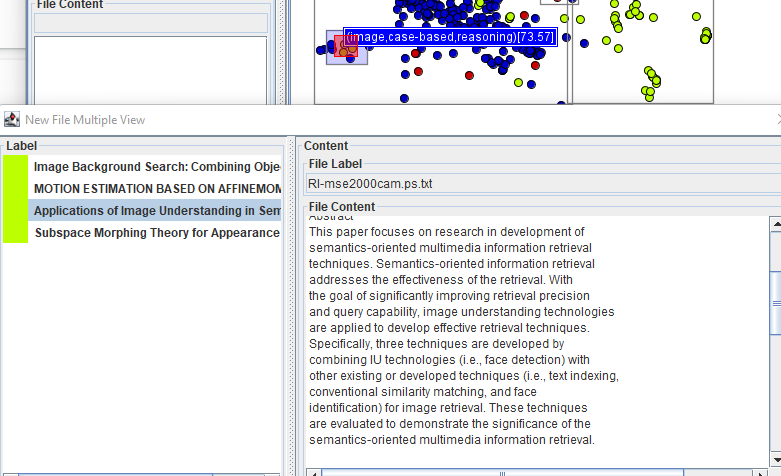 File Content
(image,case-based,reasoning)[73.57]
New File Multiple View
Label
Image Background Search: Combining Obje
MOTION ESTIMATION BASED ON AFFINEMOM
Applications of Image Understanding in Sem
Subspace Morphing Theory for Appearance
Content
File Label
RI-mse2000cam.ps.txt
File Content
Abstract
This paper focuses on research in development of
semantics-oriented multimedia information retrieval
techniques. Semantics-oriented information retrieval
addresses the effectiveness of the retrieval. With
the goal of significantly improving retrieval precision
and query capability, image understanding technologies
are applied to develop effective retrieval techniques.
Specifically, three techniques are developed by
combining IU technologies (i.e., face detection) with
other existing or developed techniques (i.e., text indexing,
conventional similarity matching, and face
identification) for image retrieval. These techniques
are evaluated to demonstrate the significance of the
semantics-oriented multimedia information retrieval.